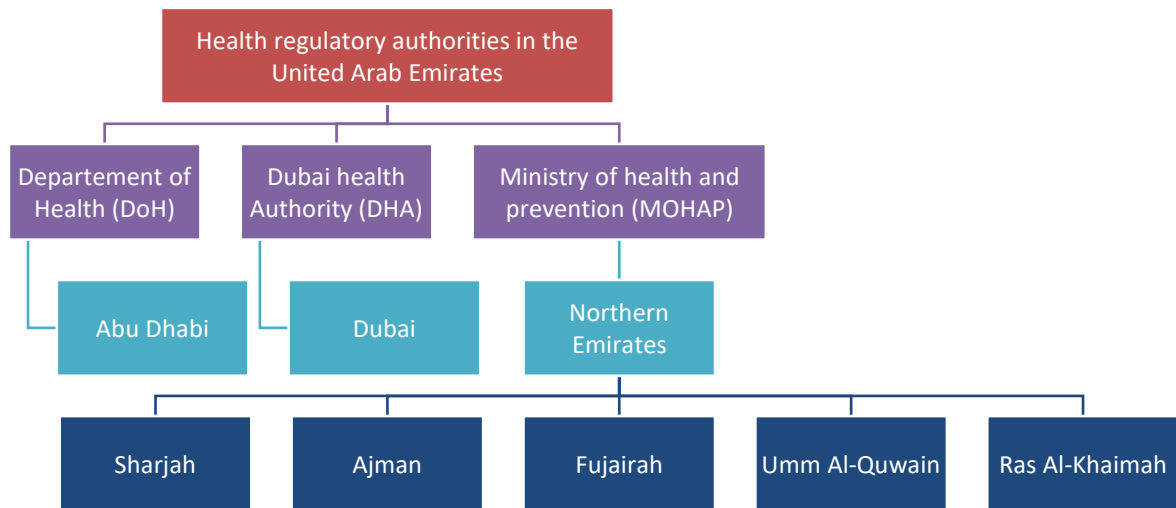 Health regulatory authorities in the
United Arab Emirates
Departement of
Health (DoH)
Dubai health
Authority (DHA)
Ministry of health and
prevention (MOHAP)
Abu Dhabi
Dubai
Northern
Emirates
Sharjah
Ajman
Fujairah
Umm Al-Quwain
Ras Al-Khaimah